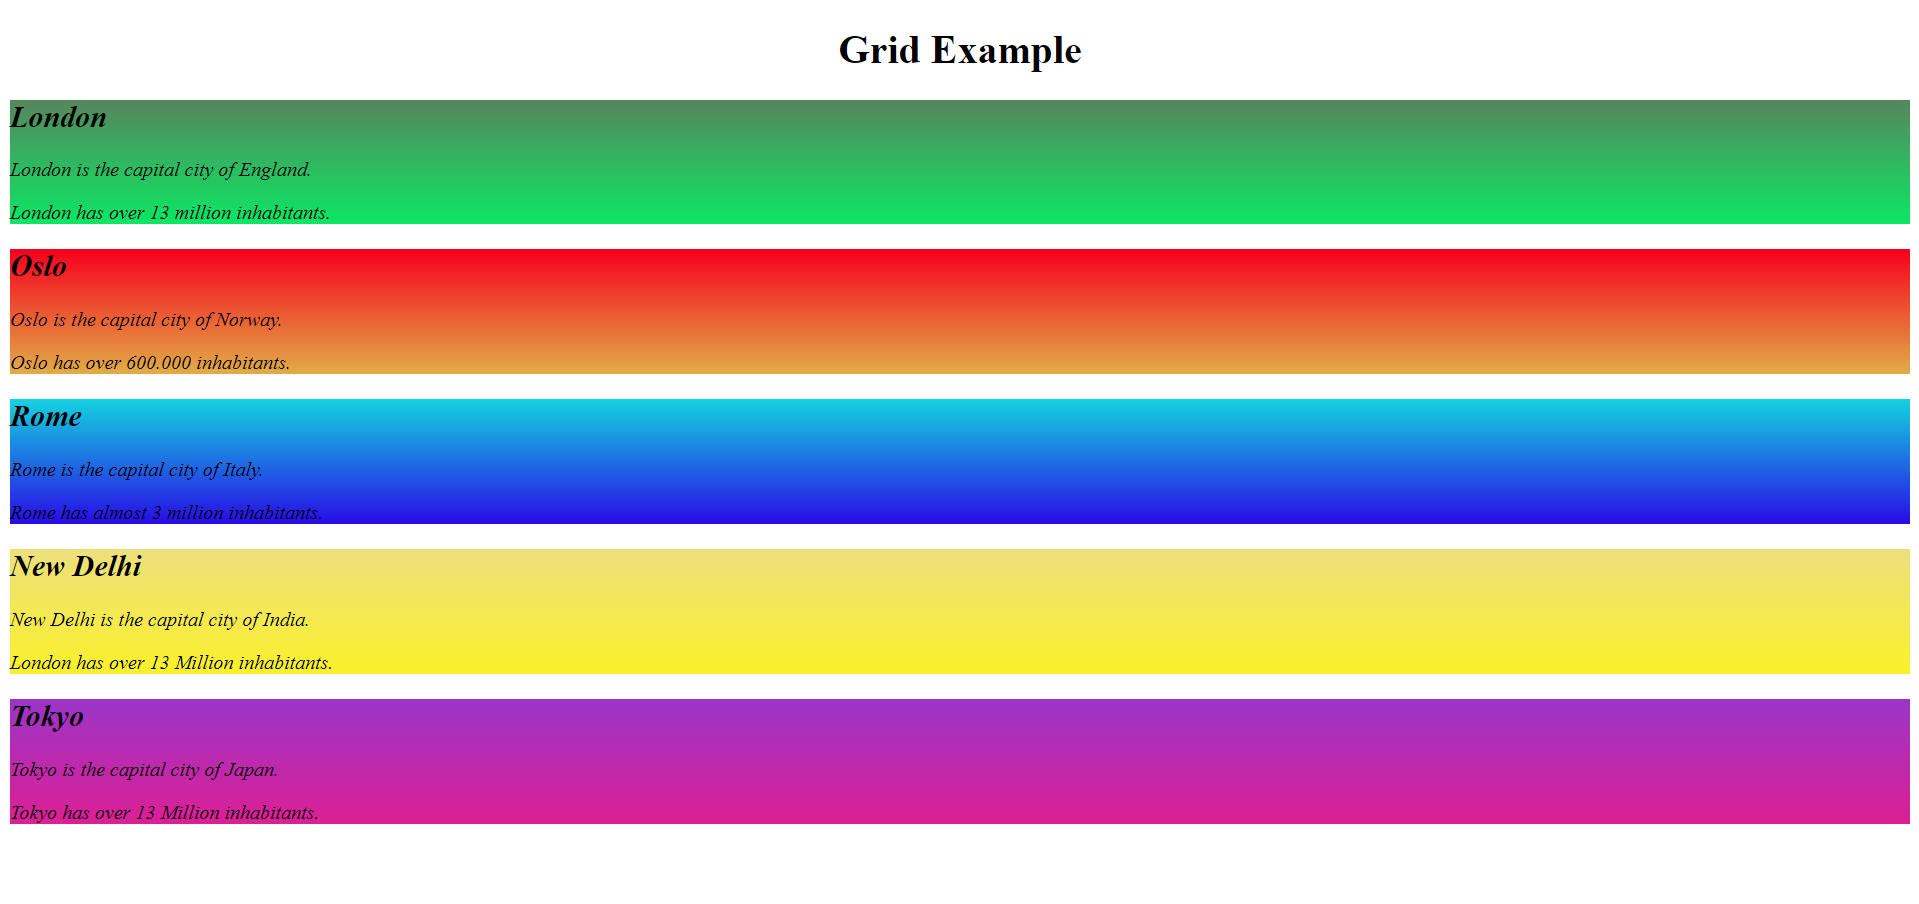 Grid Example
London
London is the capital city of England.
London has over 13 million inhabitants.
Oslo
Oslo is the capital city of Norway.
Oslo has over 600.000 inhabitants.
Rome
Rome is the capital city of Italy.
Rome has almost 3 million inhabitants.
New Delhi
New Delhi is the capital city of India.
London has over 13 Million inhabitants.
Tokyo
Tokyo is the capital city of Japan.
Tokyo has over 13 Million inhabitants.